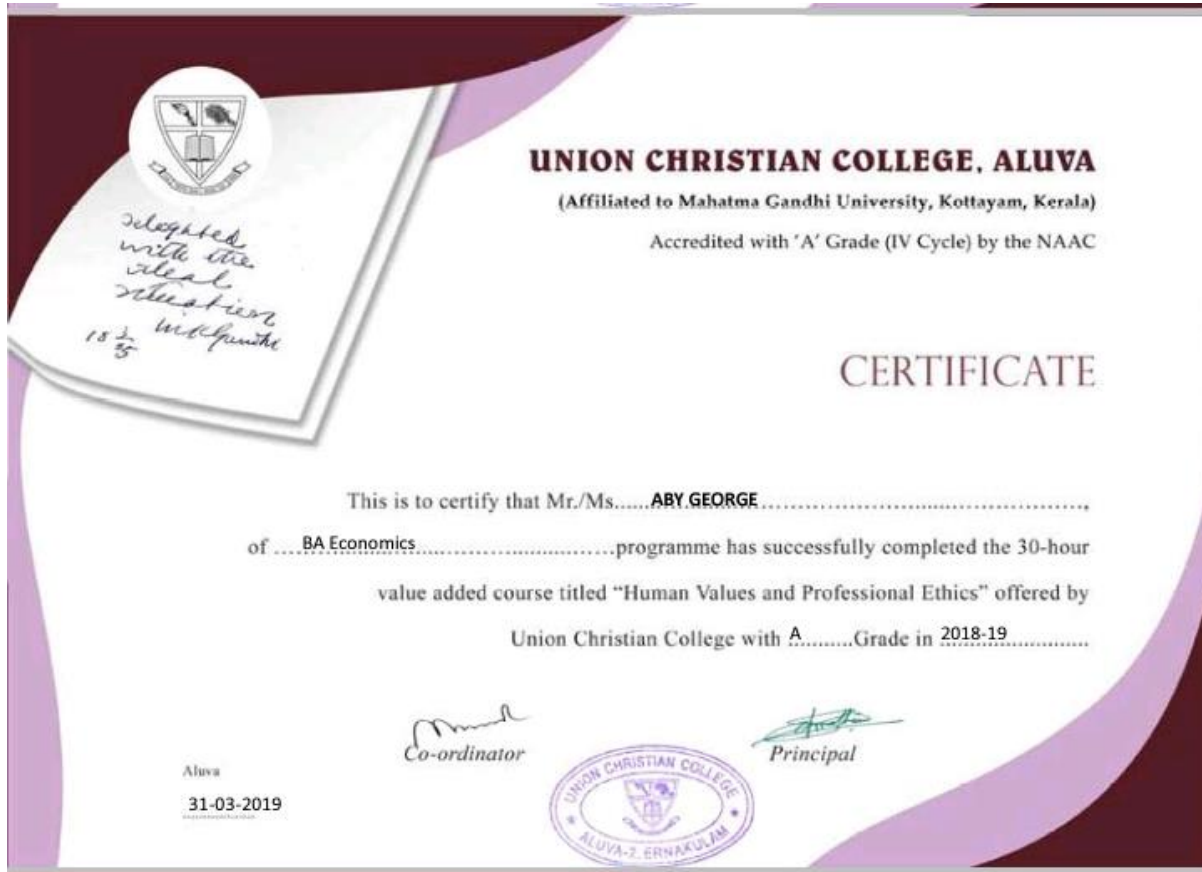 UNION CHRISTIAN COLLEGE, ALUVA
(Affiliated to Mahatma Gandhi University, Kottayam, Kerala)
Accredited with 'A' Grade (IV Cycle) by the NAAC
delighted
with the
ideal
situation
MKGandhi
18 3
25
CERTIFICATE
This is to certify that Mr./Ms......ABY GEORGE..........................................................,
of ....BA Economics..................................programme has successfully completed the 30-hour
value added course titled “Human Values and Professional Ethics” offered by
Union Christian College with A.........Grade in 2018-19.............
Co-ordinator
Principal
Aluva
31-03-2019
UNION CHRISTIAN COLLEGE
ALUVA-2, ERNAKULAM